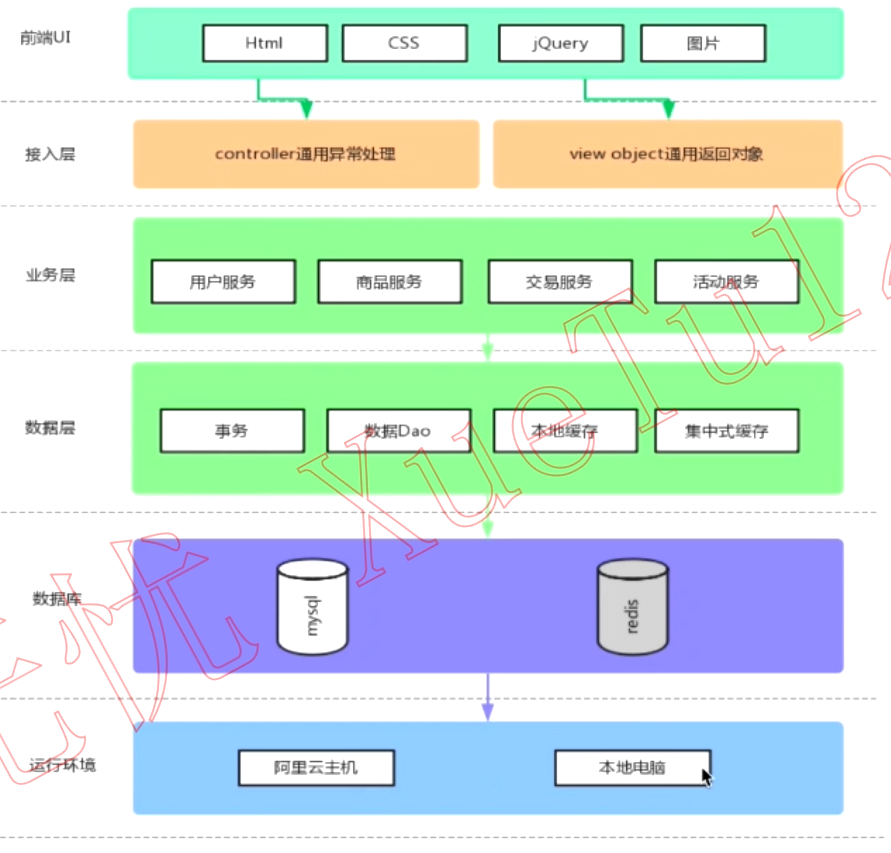 前端UI
Html
CSS
jQuery
图片
接入层
controller通用异常处理
view object通用返回对象
业务层
用户服务
商品服务
交易服务
活动服务
数据层
事务
数据Dao
本地缓存
集中式缓存
数据库
mysql
redis
运行环境
阿里云主机
本地电脑
忧 XueTu12